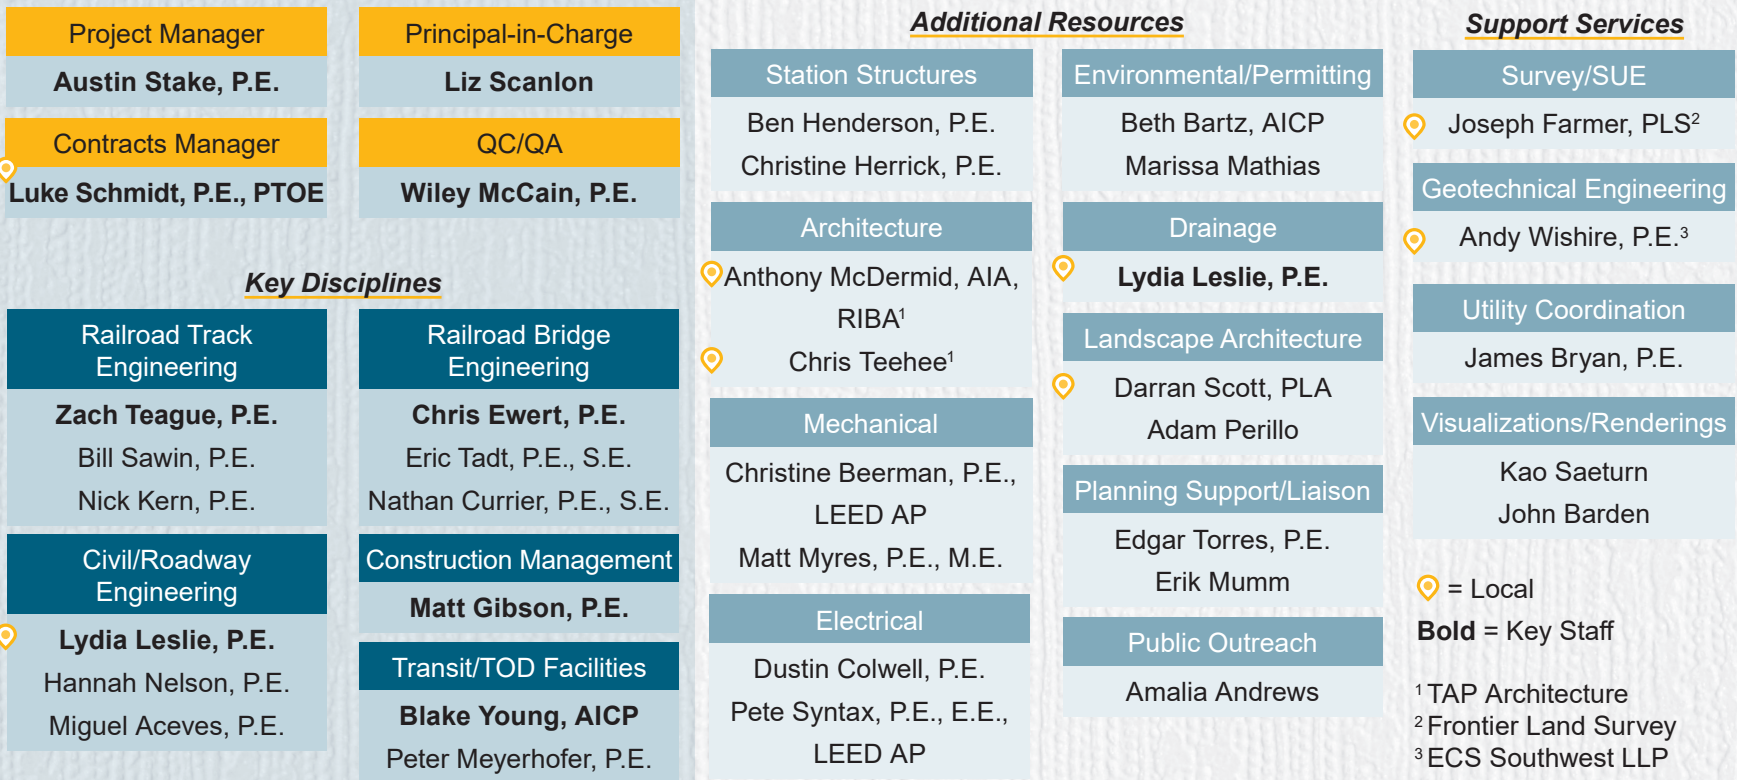 Project Manager
Austin Stake, P.E.
Principal-in-Charge
Liz Scanlon
Contracts Manager
Luke Schmidt, P.E., PTOE
QC/QA
Wiley McCain, P.E.
Key Disciplines
Railroad Track
Engineering
Zach Teague, P.E.
Bill Sawin, P.E.
Nick Kern, P.E.
Railroad Bridge
Engineering
Chris Ewert, P.E.
Eric Tadt, P.E., S.E.
Nathan Currier, P.E., S.E.
Civil/Roadway
Engineering
Lydia Leslie, P.E.
Hannah Nelson, P.E.
Miguel Aceves, P.E.
Construction Management
Matt Gibson, P.E.
Transit/TOD Facilities
Blake Young, AICP
Peter Meyerhofer, P.E.
Additional Resources
Station Structures
Ben Henderson, P.E.
Christine Herrick, P.E.
Architecture
Anthony McDermid, AIA,
RIBA¹
Chris Teehee¹
Mechanical
Christine Beerman, P.E.,
LEED AP
Matt Myres, P.E., M.E.
Electrical
Dustin Colwell, P.E.
Pete Syntax, P.E., E.E.,
LEED AP
Environmental/Permitting
Beth Bartz, AICP
Marissa Mathias
Drainage
Lydia Leslie, P.E.
Landscape Architecture
Darran Scott, PLA
Adam Perillo
Planning Support/Liaison
Edgar Torres, P.E.
Erik Mumm
Public Outreach
Amalia Andrews
Support Services
Survey/SUE
Joseph Farmer, PLS²
Geotechnical Engineering
Andy Wishire, P.E.³
Utility Coordination
James Bryan, P.E.
Visualizations/Renderings
Kao Saeturn
John Barden
= Local
Bold = Key Staff
¹ TAP Architecture
² Frontier Land Survey
³ ECS Southwest LLP